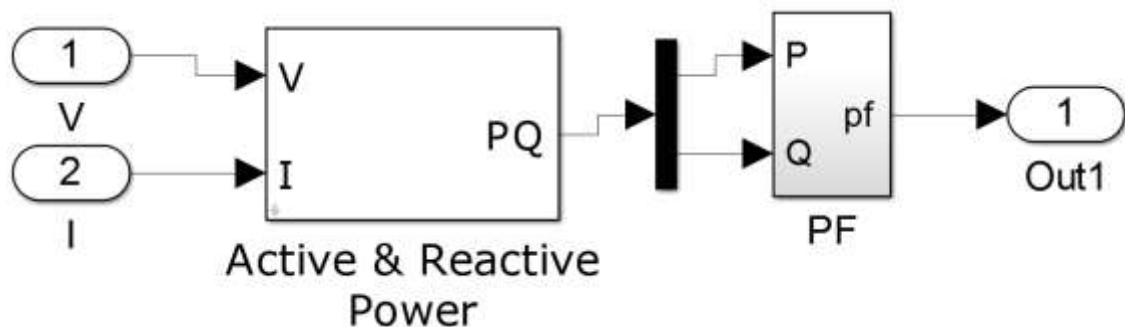 1
V
2
I
V
I
PQ
Active & Reactive
Power
P
Q
pf
PF
1
Out1